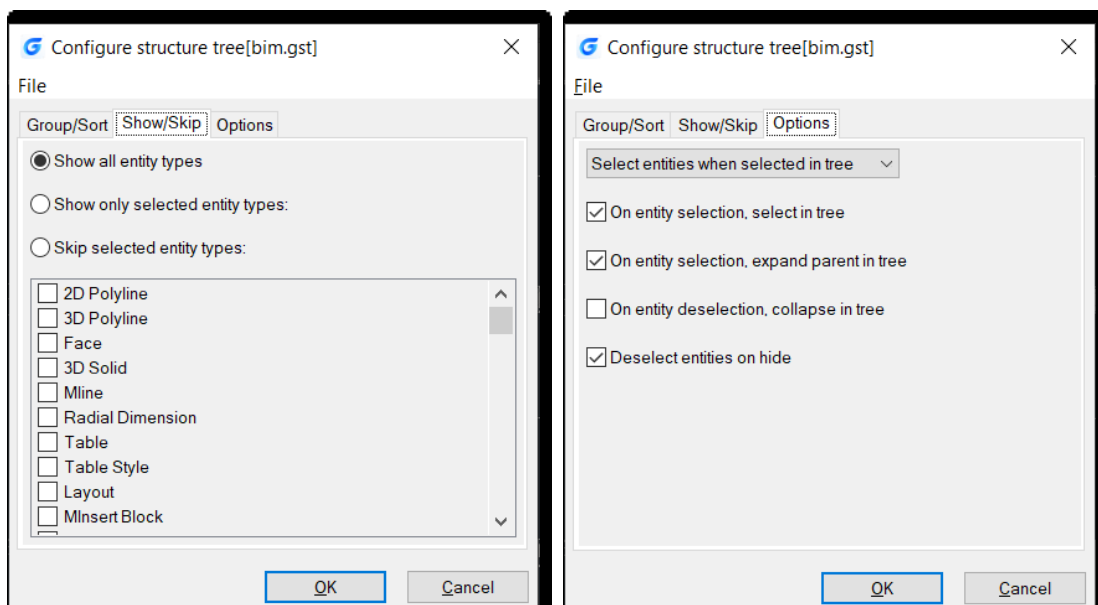 Configure structure tree[bim.gst]
File
Group/Sort Show/Skip Options
Show all entity types
Show only selected entity types:
Skip selected entity types:
2D Polyline
3D Polyline
Face
3D Solid
Mline
Radial Dimension
Table
Table Style
Layout
MInsert Block
OK Cancel
Configure structure tree[bim.gst]
File
Group/Sort Show/Skip Options
Select entities when selected in tree
On entity selection, select in tree
On entity selection, expand parent in tree
On entity deselection, collapse in tree
Deselect entities on hide
OK Cancel